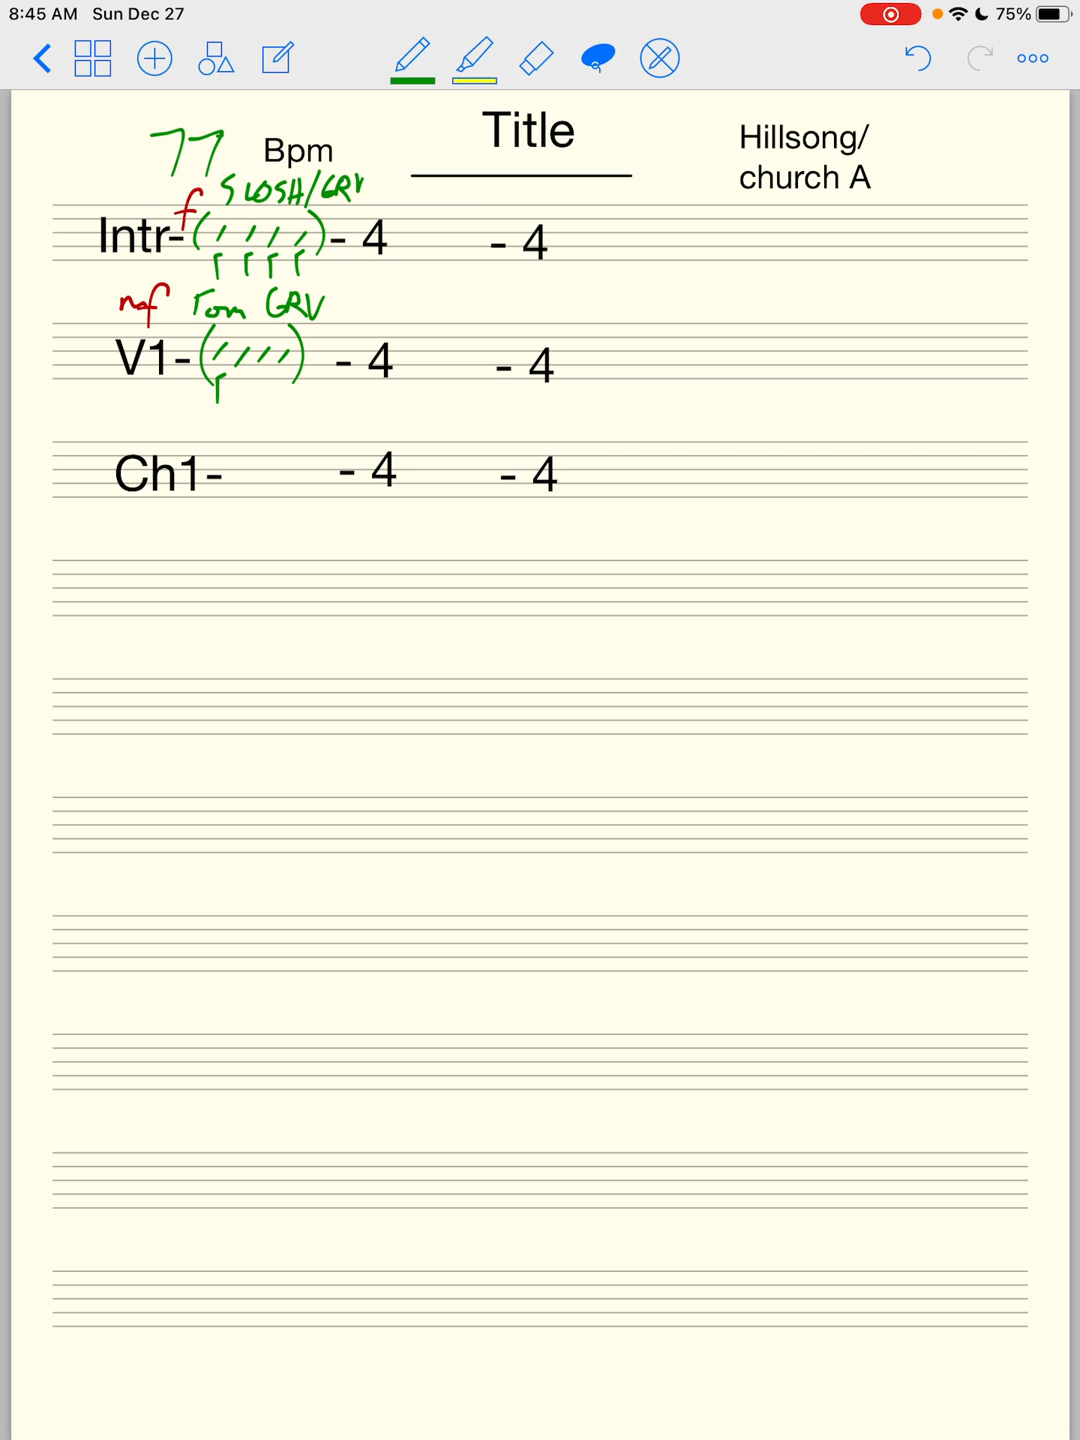 8:45 AM Sun Dec 27 75%
Title
77 Bpm
Hillsong/
church A
f SLOSH/GRV
Intr- - 4 - 4
mf Tom GRV
V1- - 4 - 4
Ch1- - 4 - 4